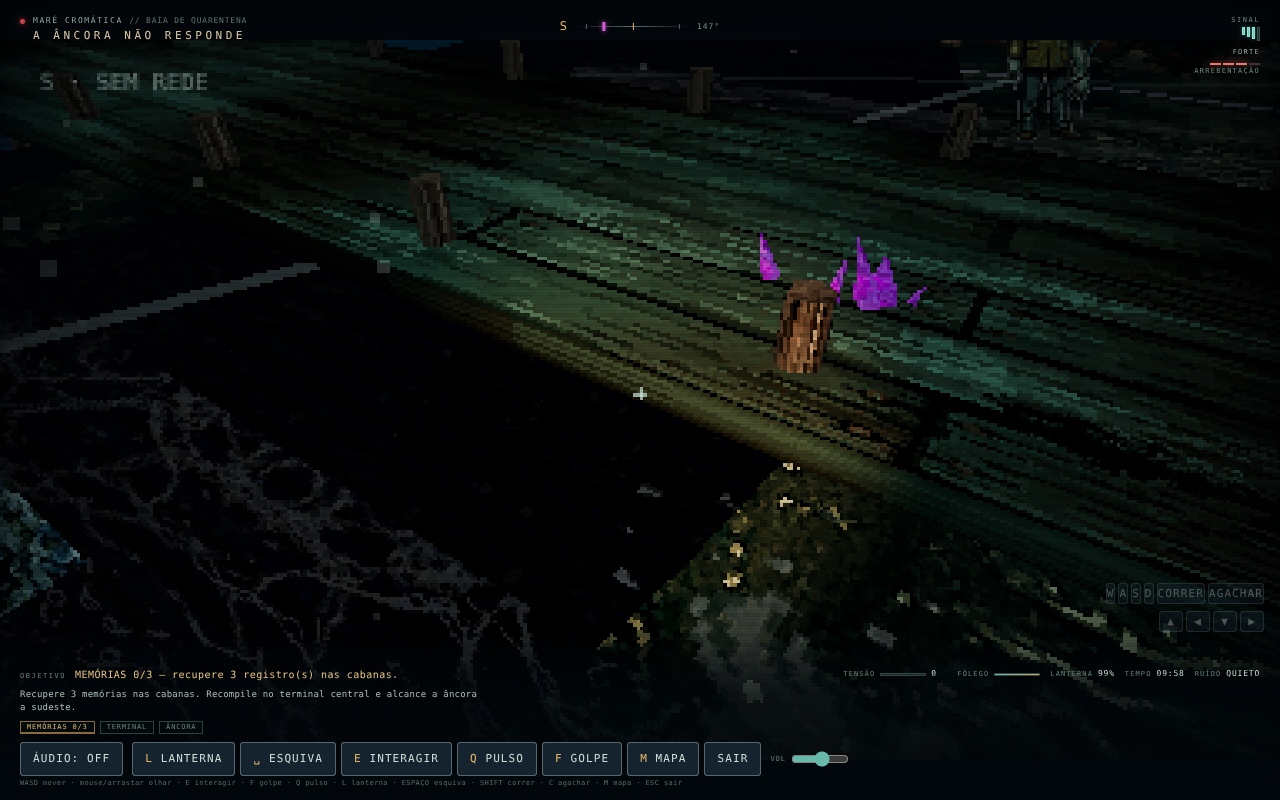 MARÉ CROMÁTICA // BAÍA DE QUARENTENA
A ÂNCORA NÃO RESPONDE
S 147°
SINAL
FORTE
ARREBENTAÇÃO
SEM REDE
W A S D CORRER AGACHAR
▲ ◀ ▼ ▶
OBJETIVO MEMÓRIAS 0/3 — recupere 3 registro(s) nas cabanas.
TENSÃO 0 FÔLEGO LANTERNA 99% TEMPO 09:58 RUÍDO QUIETO
Recupere 3 memórias nas cabanas. Recompile no terminal central e alcance a âncora
a sudeste.
MEMÓRIAS 0/3 TERMINAL ÂNCORA
ÁUDIO: OFF L LANTERNA ␣ ESQUIVA E INTERAGIR Q PULSO F GOLPE M MAPA SAIR VOL
WASD mover · mouse/arrastar olhar · E interagir · F golpe · Q pulso · L lanterna · ESPAÇO esquiva · SHIFT correr · C agachar · M mapa · ESC sair